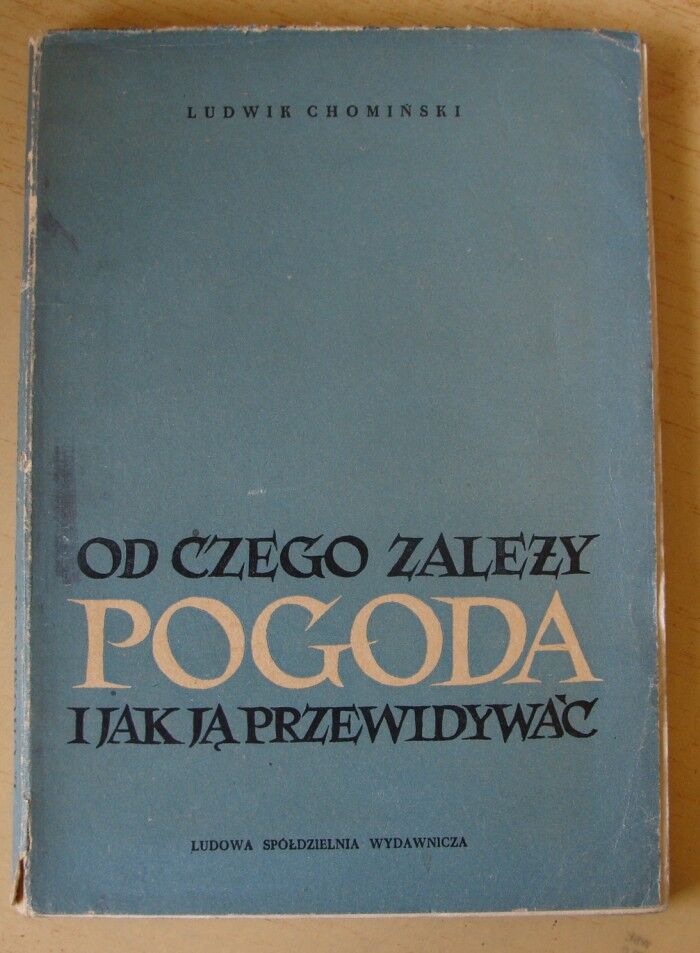 LUDWIK CHOMIŃSKI
OD CZEGO ZALEŻY
POGODA
I JAK JĄ PRZEWIDYWAĆ
LUDOWA SPÓŁDZIELNIA WYDAWNICZA